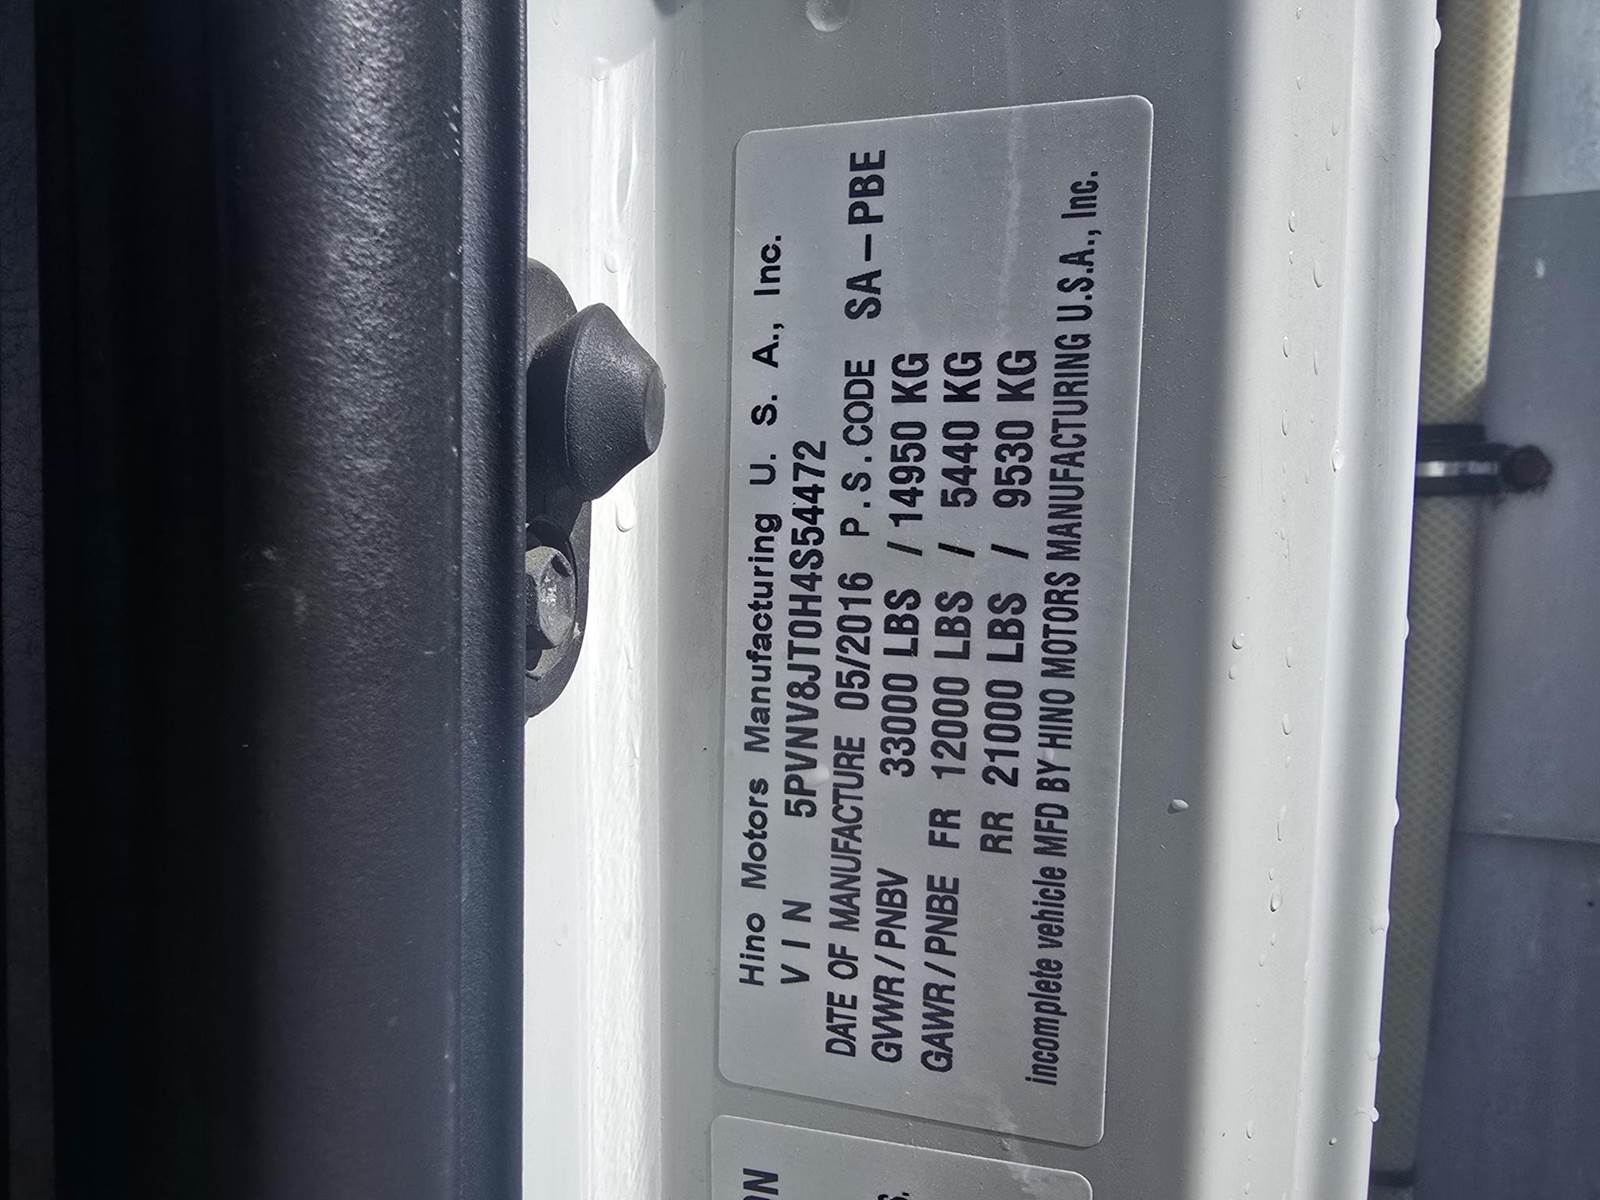 Hino Motors Manufacturing U. S. A., Inc.
VIN 5PVNV8JT0H4S54472
DATE OF MANUFACTURE 05/2016 P.S.CODE SA-PBE
GVWR/PNBV 33000 LBS / 14950 KG
GAWR/PNBE FR 12000 LBS / 5440 KG
RR 21000 LBS / 9530 KG
incomplete vehicle MFD BY HINO MOTORS MANUFACTURING U.S.A., Inc.